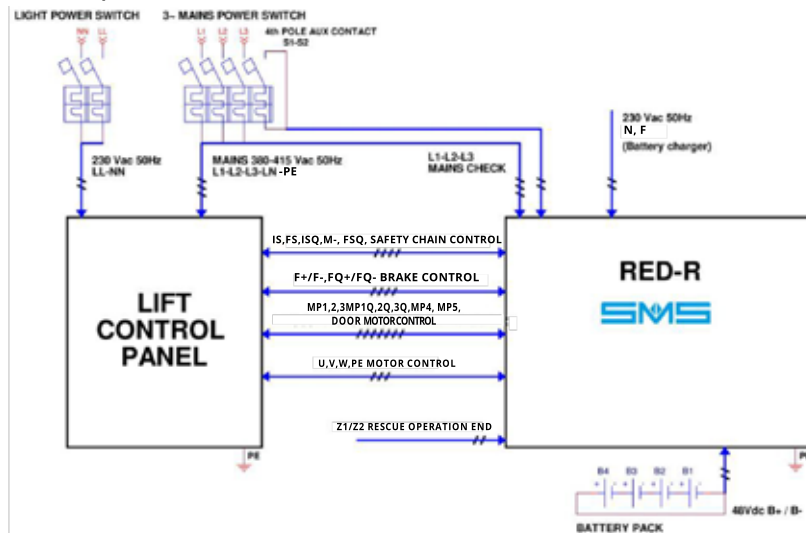 LIGHT POWER SWITCH
3~ MAINS POWER SWITCH
NN LL
L1 L2 L3
4th POLE AUX CONTACT
S1-S2
230 Vac 50Hz
LL-NN
MAINS 380-415 Vac 50Hz
L1-L2-L3-LN-PE
L1-L2-L3
MAINS CHECK
230 Vac 50Hz
N, F
(Battery charger)
IS,FS,ISQ,M-, FSQ, SAFETY CHAIN CONTROL
F+/F-,FQ+/FQ- BRAKE CONTROL
MP1,2,3MP1Q,2Q,3Q,MP4, MP5,
DOOR MOTORCONTROL
U,V,W,PE MOTOR CONTROL
Z1/Z2 RESCUE OPERATION END
LIFT
CONTROL
PANEL
RED-R
SMS
PE
B4 B3 B2 B1
48Vdc B+ / B-
BATTERY PACK